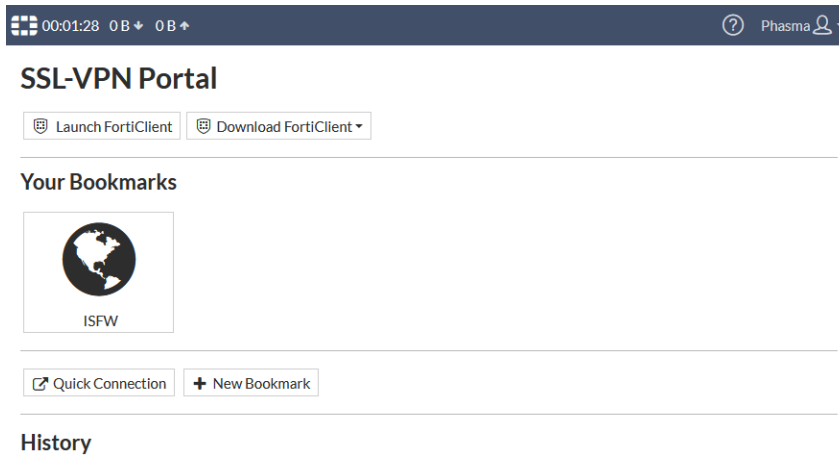 00:01:28 0 B 0 B Phasma
SSL-VPN Portal
Launch FortiClient Download FortiClient
Your Bookmarks
ISFW
Quick Connection New Bookmark
History